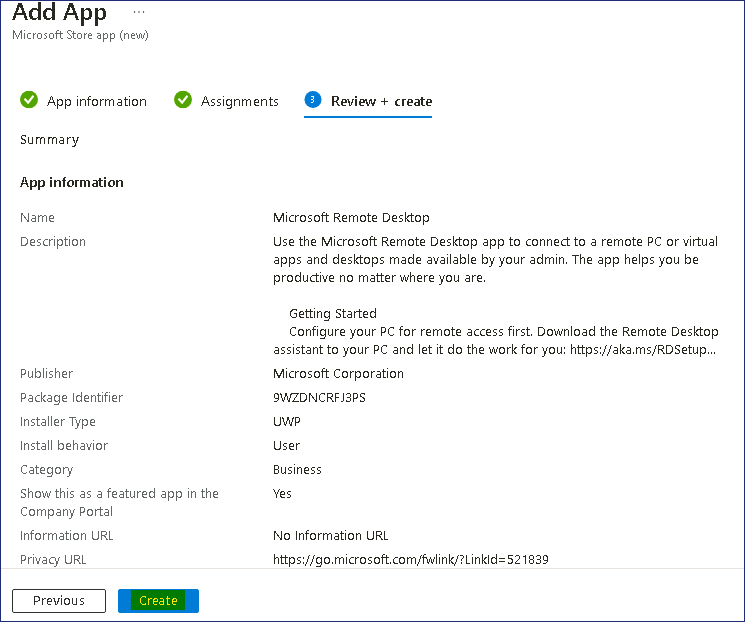 Add App ...
Microsoft Store app (new)
App information
Assignments
3 Review + create
Summary
App information
Name Microsoft Remote Desktop
Description Use the Microsoft Remote Desktop app to connect to a remote PC or virtual
apps and desktops made available by your admin. The app helps you be
productive no matter where you are.
Getting Started
Configure your PC for remote access first. Download the Remote Desktop
assistant to your PC and let it do the work for you: https://aka.ms/RDSetup...
Publisher Microsoft Corporation
Package Identifier 9WZDNCRFJ3PS
Installer Type UWP
Install behavior User
Category Business
Show this as a featured app in the Yes
Company Portal
Information URL No Information URL
Privacy URL https://go.microsoft.com/fwlink/?LinkId=521839
Previous Create